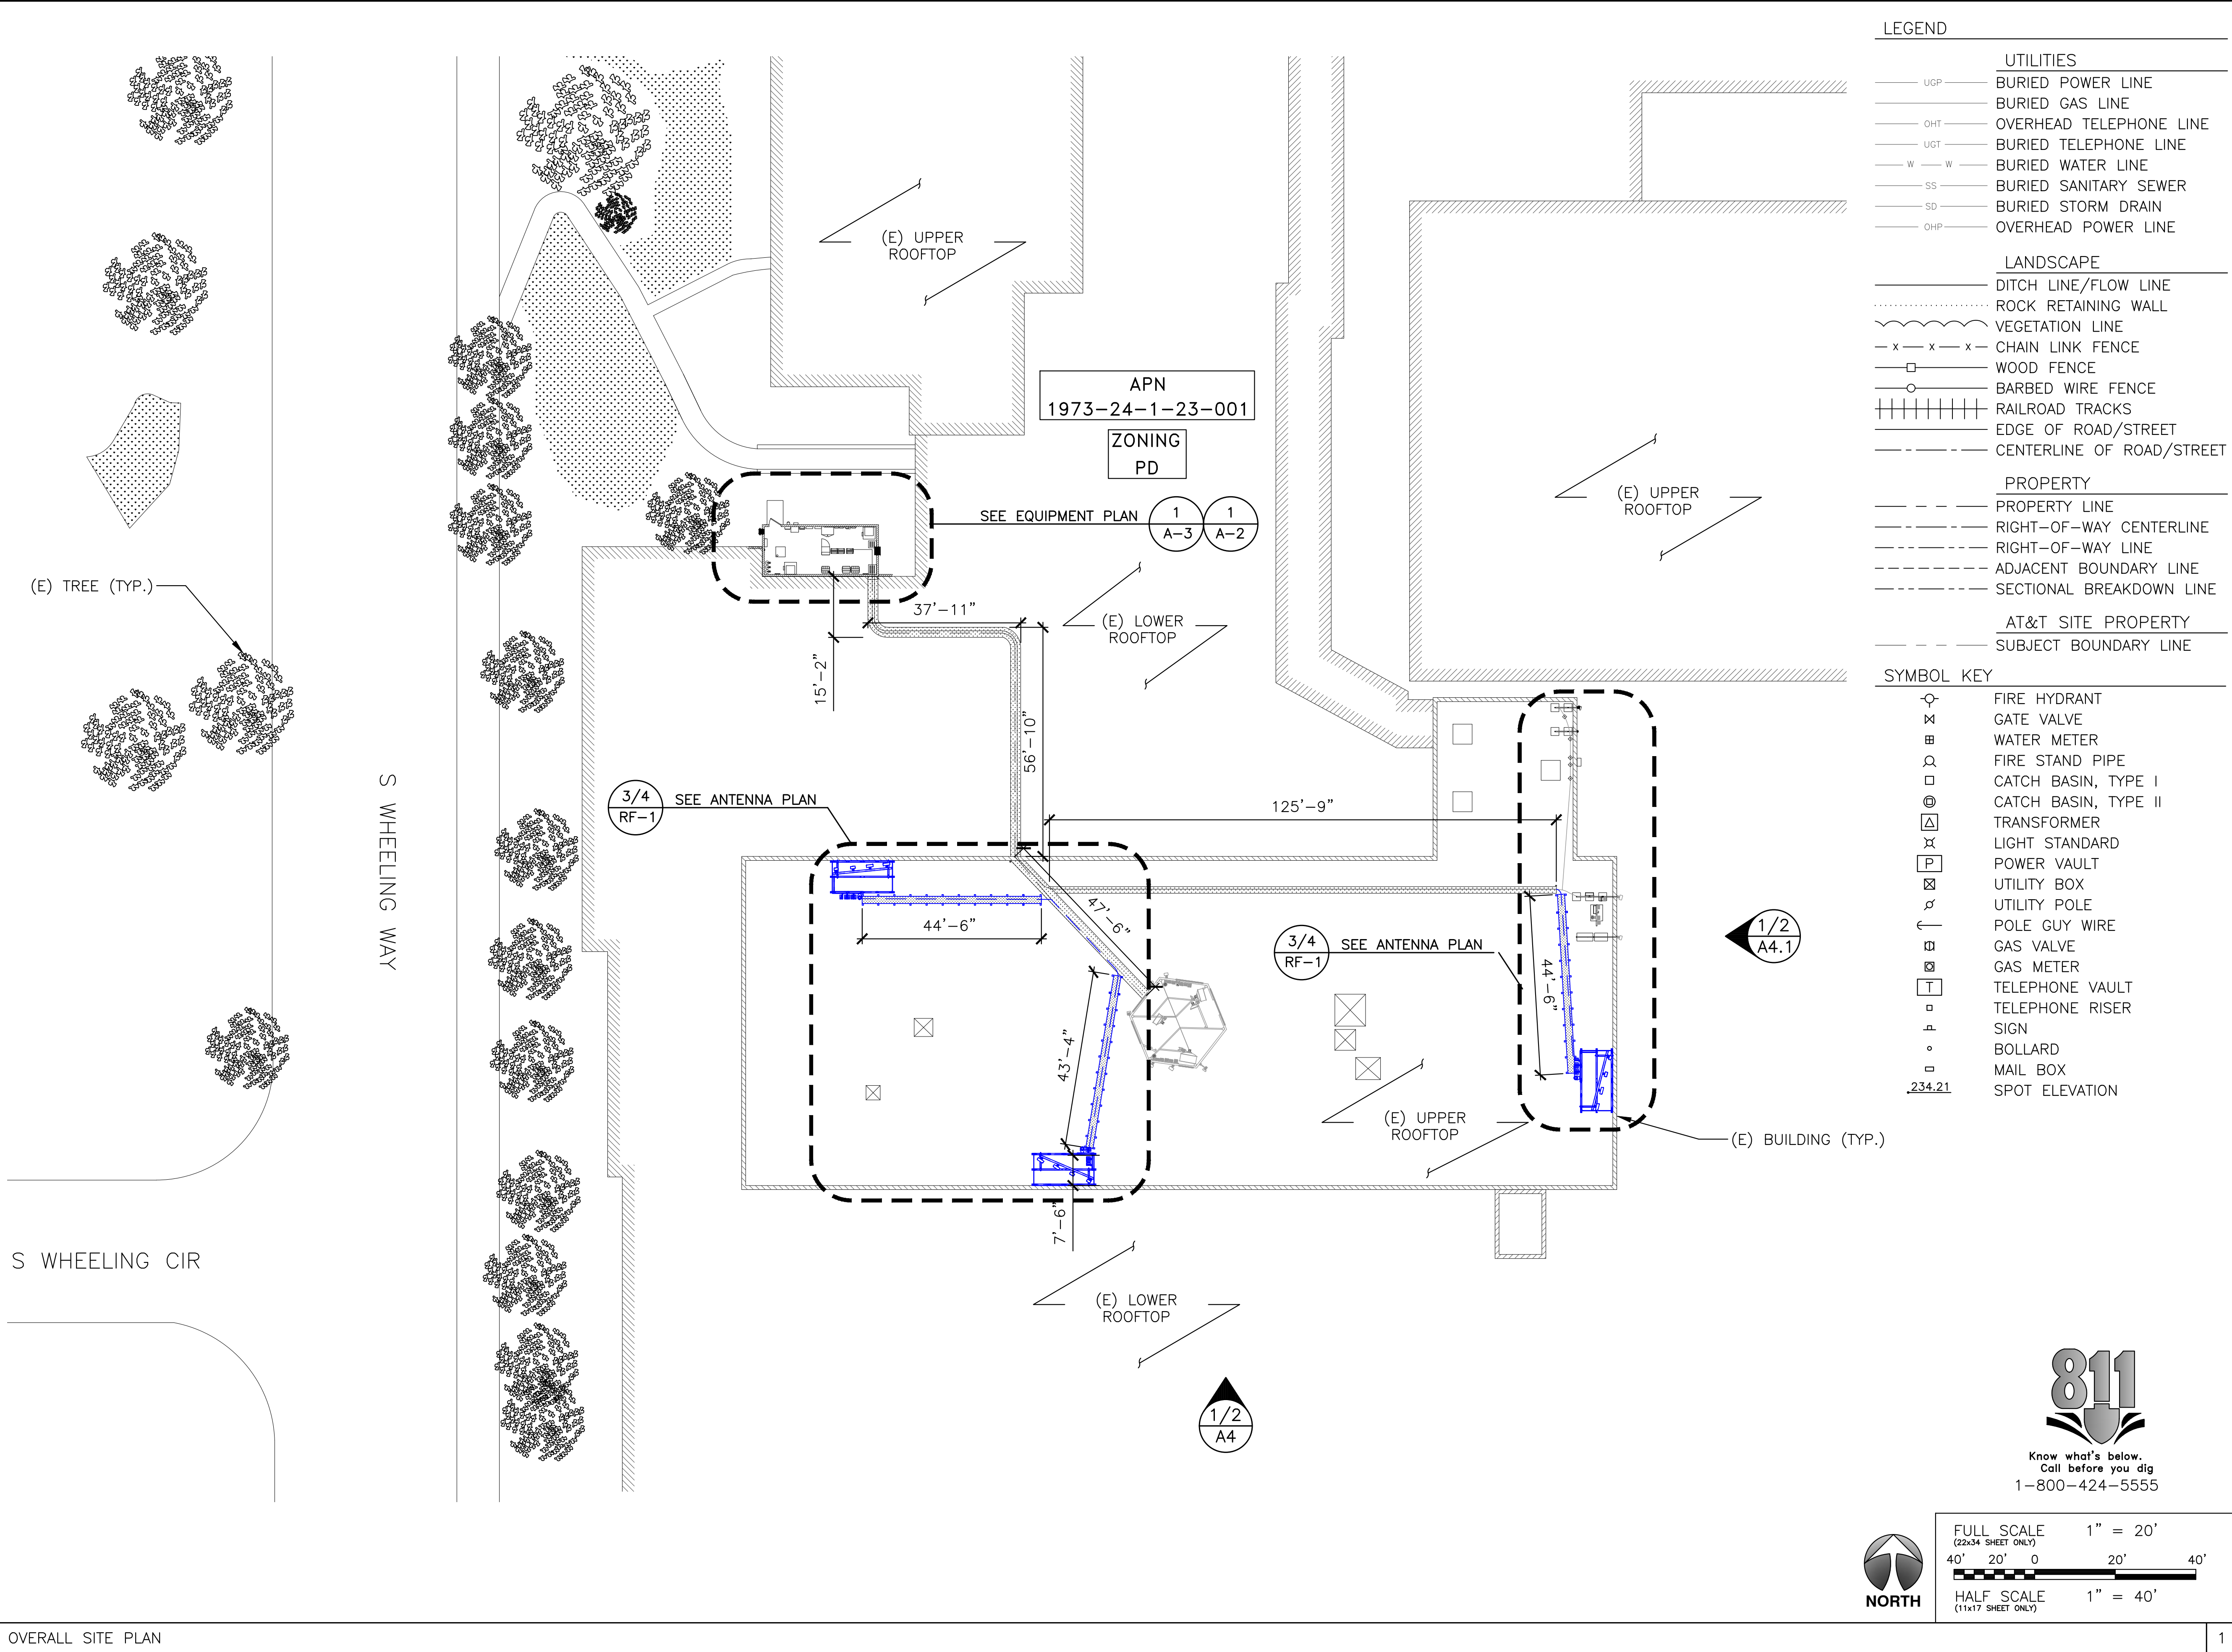 LEGEND
UTILITIES
UGP BURIED POWER LINE
BURIED GAS LINE
OHT OVERHEAD TELEPHONE LINE
UGT BURIED TELEPHONE LINE
W W BURIED WATER LINE
SS BURIED SANITARY SEWER
SD BURIED STORM DRAIN
OHP OVERHEAD POWER LINE
LANDSCAPE
DITCH LINE/FLOW LINE
ROCK RETAINING WALL
VEGETATION LINE
X X X CHAIN LINK FENCE
WOOD FENCE
BARBED WIRE FENCE
RAILROAD TRACKS
EDGE OF ROAD/STREET
CENTERLINE OF ROAD/STREET
PROPERTY
PROPERTY LINE
RIGHT-OF-WAY CENTERLINE
RIGHT-OF-WAY LINE
ADJACENT BOUNDARY LINE
SECTIONAL BREAKDOWN LINE
AT&T SITE PROPERTY
SUBJECT BOUNDARY LINE
SYMBOL KEY
FIRE HYDRANT
GATE VALVE
WATER METER
FIRE STAND PIPE
CATCH BASIN, TYPE I
CATCH BASIN, TYPE II
TRANSFORMER
LIGHT STANDARD
P POWER VAULT
UTILITY BOX
UTILITY POLE
POLE GUY WIRE
GAS VALVE
GAS METER
T TELEPHONE VAULT
TELEPHONE RISER
SIGN
BOLLARD
MAIL BOX
.234.21 SPOT ELEVATION
(E) UPPER
ROOFTOP
APN
1973-24-1-23-001
ZONING
PD
SEE EQUIPMENT PLAN
1
A-3
1
A-2
(E) UPPER
ROOFTOP
(E) TREE (TYP.)
37'-11"
(E) LOWER
ROOFTOP
15'-2"
56'-10"
S WHEELING WAY
3/4
RF-1
SEE ANTENNA PLAN
125'-9"
44'-6"
47'-6"
3/4
RF-1
SEE ANTENNA PLAN
44'-6"
1/2
A4.1
43'-4"
(E) UPPER
ROOFTOP
(E) BUILDING (TYP.)
7'-6"
S WHEELING CIR
(E) LOWER
ROOFTOP
1/2
A4
811
Know what's below.
Call before you dig
1-800-424-5555
NORTH
FULL SCALE 1" = 20'
(22x34 SHEET ONLY)
40' 20' 0 20' 40'
HALF SCALE 1" = 40'
(11x17 SHEET ONLY)
OVERALL SITE PLAN
1